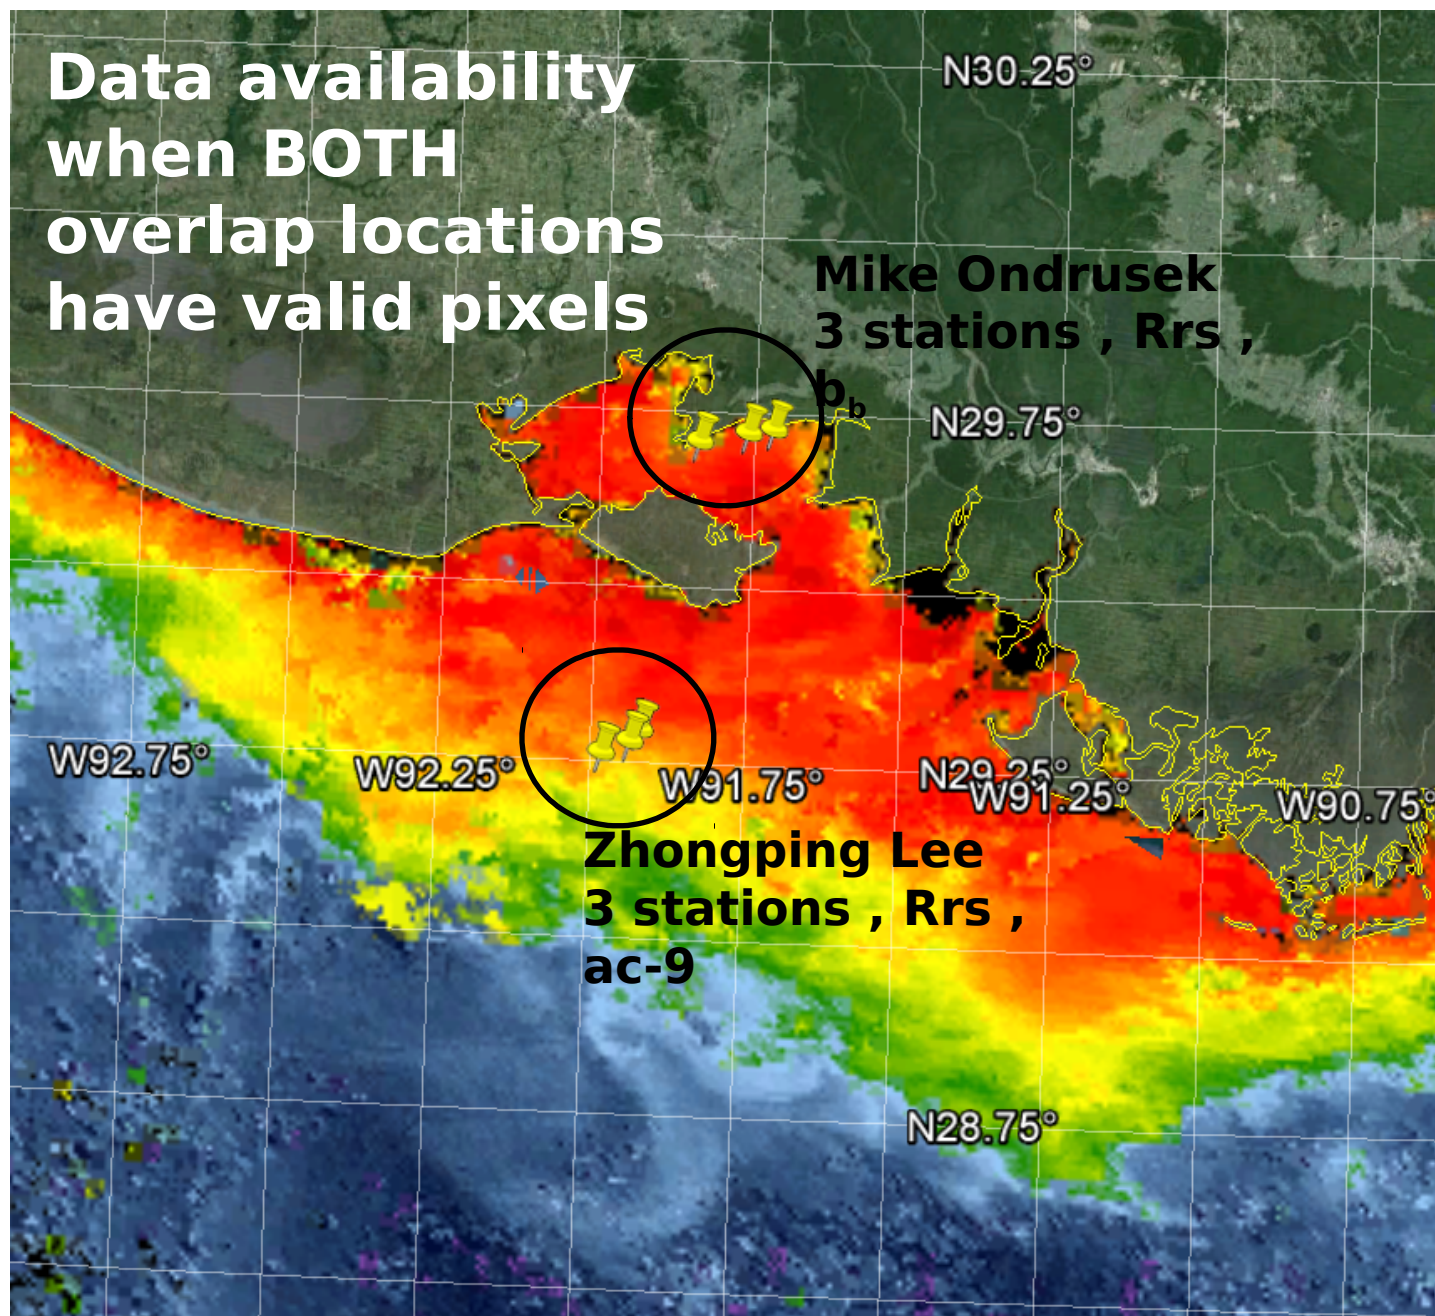 Data availability
when BOTH
overlap locations
have valid pixels
N30.25°
Mike Ondrusek
3 stations , Rrs ,
bb
N29.75°
W92.75°
W92.25°
W91.75°
N29.25°
W91.25°
W90.75°
Zhongping Lee
3 stations , Rrs ,
ac-9
N28.75°